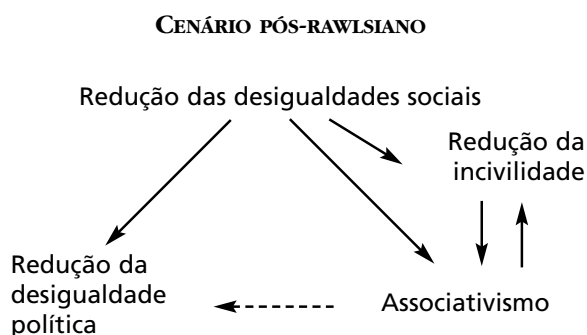 CENÁRIO PÓS-RAWLSIANO
Redução das desigualdades sociais
Redução da
incivilidade
Redução da
desigualdade
política
Associativismo